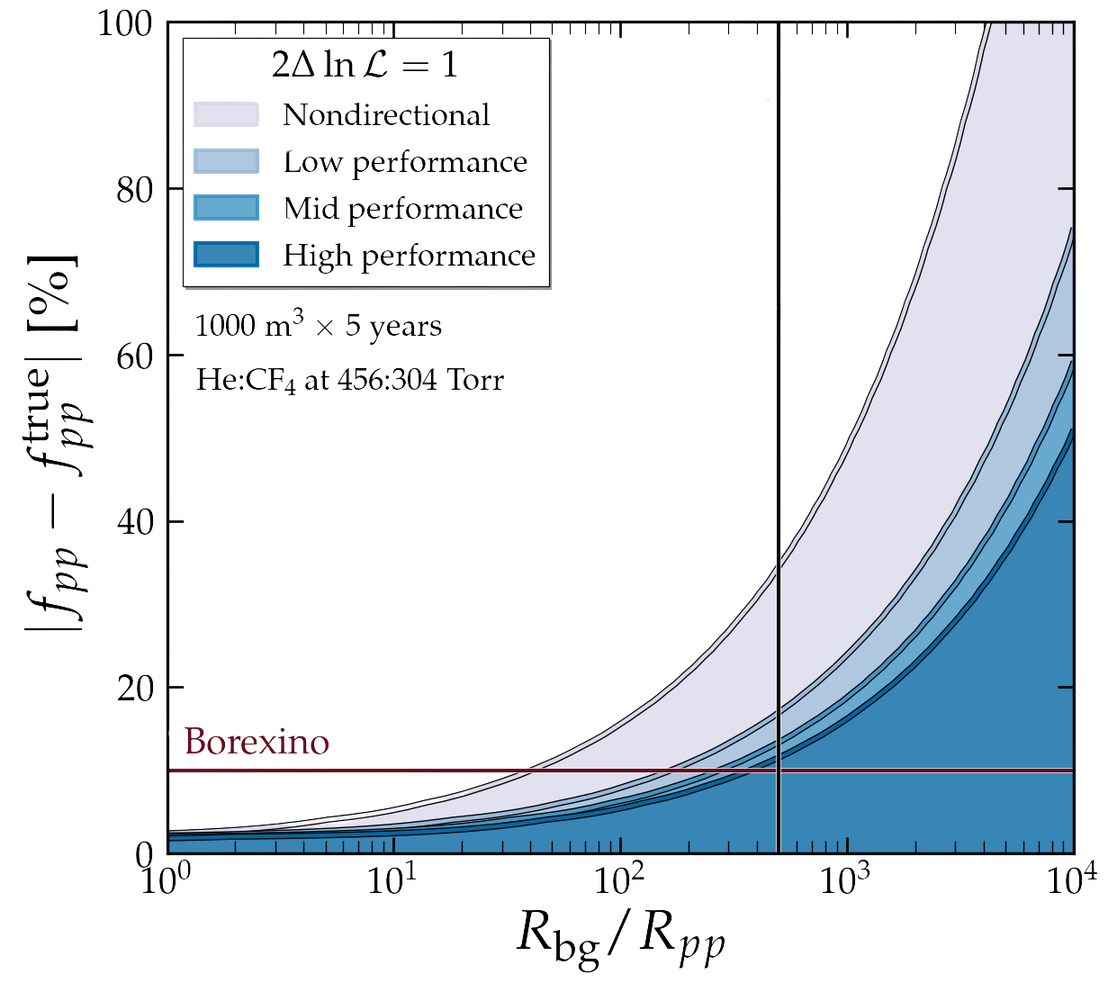 100
80
60
40
20
0
|f_pp − f_pp^true| [%]
2Δ ln ℒ = 1
Nondirectional
Low performance
Mid performance
High performance
1000 m³ × 5 years
He:CF₄ at 456:304 Torr
Borexino
10⁰ 10¹ 10² 10³ 10⁴
R_bg/R_pp